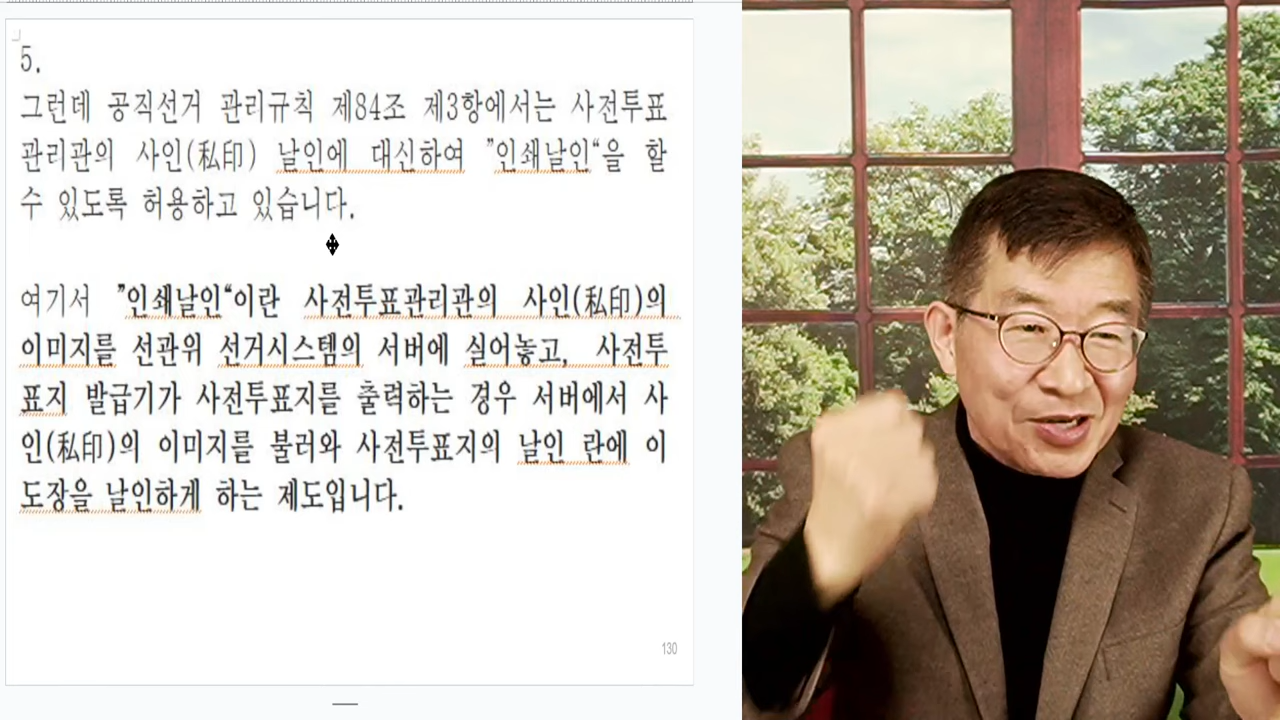 5.
그런데 공직선거 관리규칙 제84조 제3항에서는 사전투표
관리관의 사인(私印) 날인에 대신하여 "인쇄날인“을 할
수 있도록 허용하고 있습니다.
여기서 "인쇄날인“이란 사전투표관리관의 사인(私印)의
이미지를 선관위 선거시스템의 서버에 실어놓고, 사전투
표지 발급기가 사전투표지를 출력하는 경우 서버에서 사
인(私印)의 이미지를 불러와 사전투표지의 날인 란에 이
도장을 날인하게 하는 제도입니다.
130